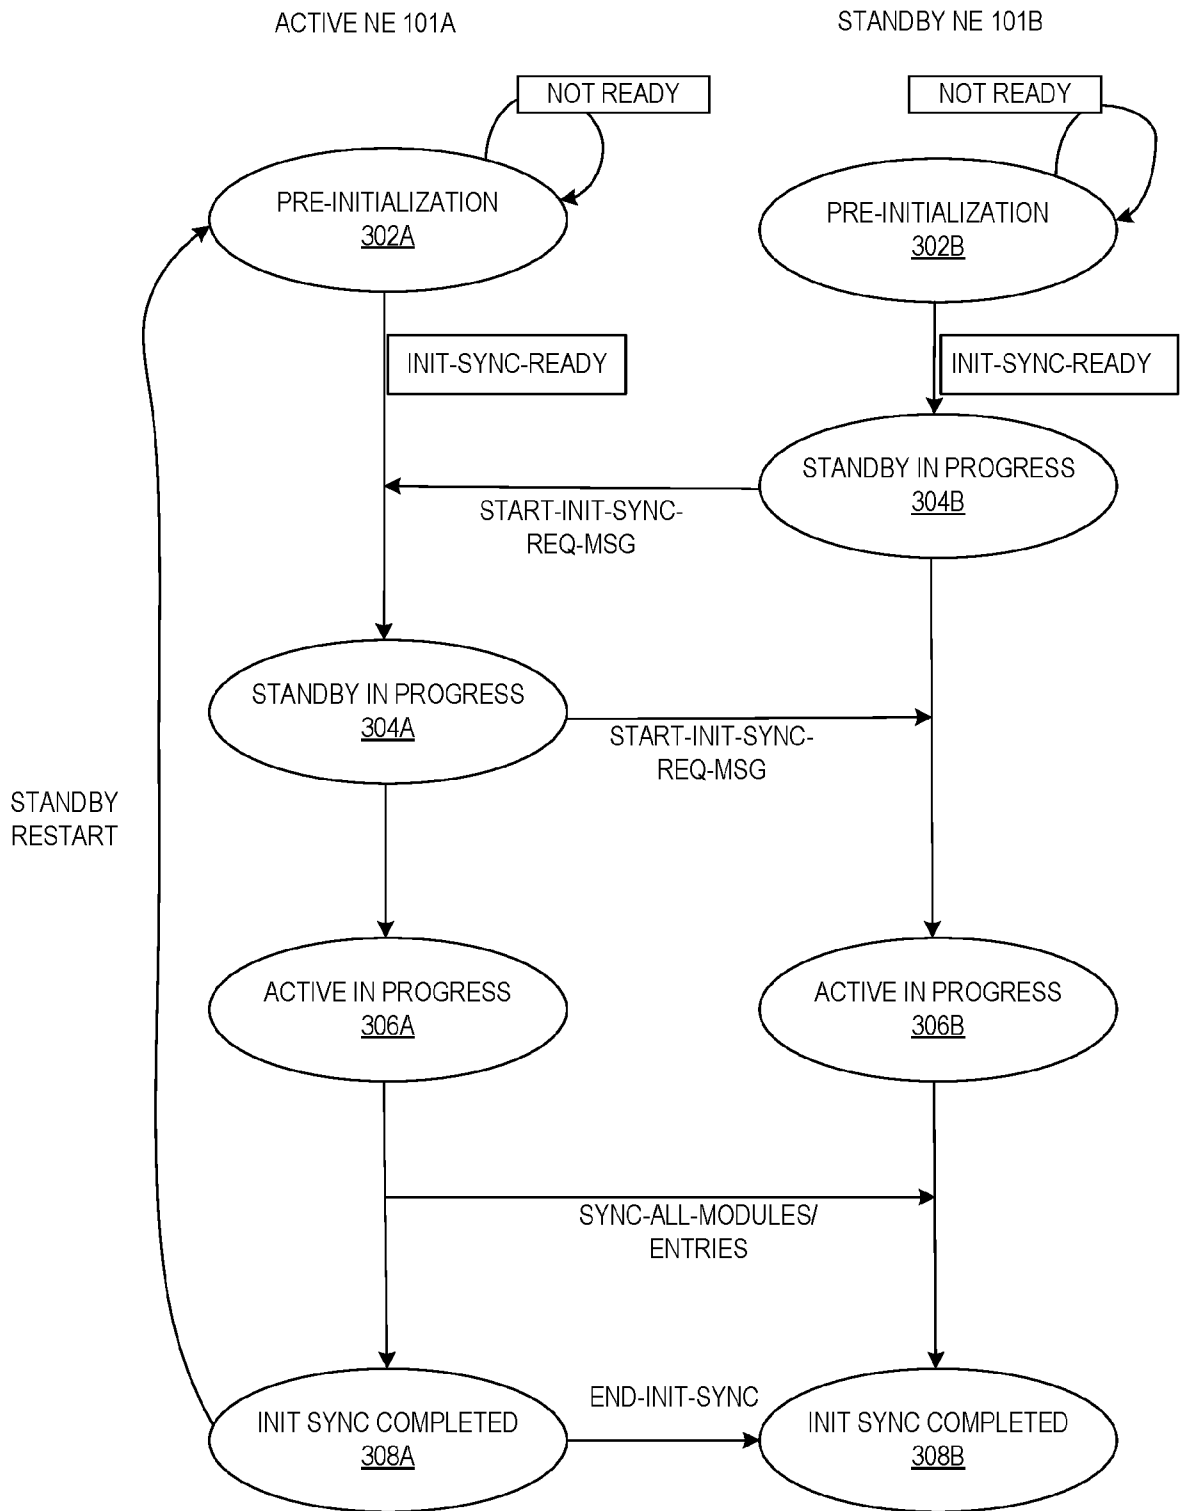 ACTIVE NE 101A
STANDBY NE 101B
NOT READY
NOT READY
PRE-INITIALIZATION
302A
PRE-INITIALIZATION
302B
INIT-SYNC-READY
INIT-SYNC-READY
STANDBY IN PROGRESS
304B
START-INIT-SYNC-
REQ-MSG
STANDBY IN PROGRESS
304A
START-INIT-SYNC-
REQ-MSG
STANDBY
RESTART
ACTIVE IN PROGRESS
306A
ACTIVE IN PROGRESS
306B
SYNC-ALL-MODULES/
ENTRIES
END-INIT-SYNC
INIT SYNC COMPLETED
308A
INIT SYNC COMPLETED
308B